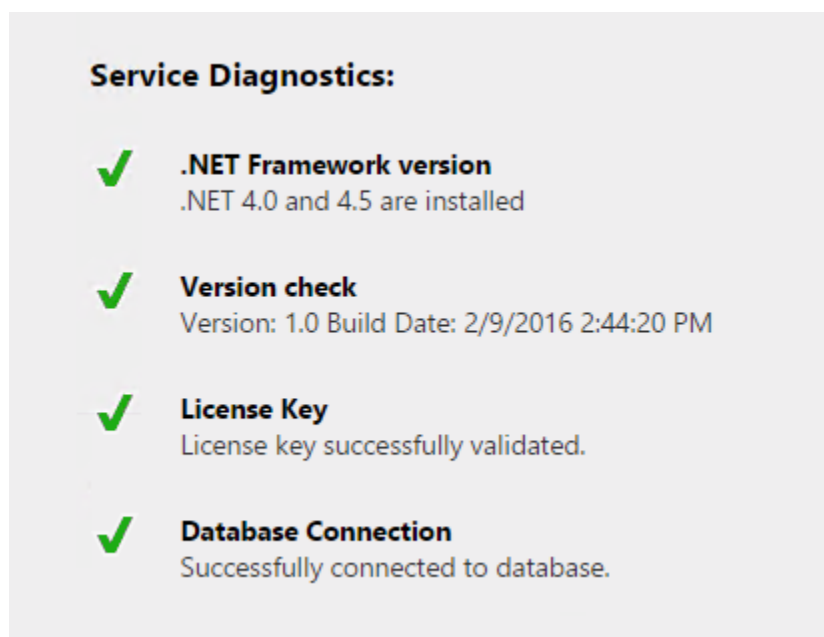 Service Diagnostics:
.NET Framework version
.NET 4.0 and 4.5 are installed
Version check
Version: 1.0 Build Date: 2/9/2016 2:44:20 PM
License Key
License key successfully validated.
Database Connection
Successfully connected to database.